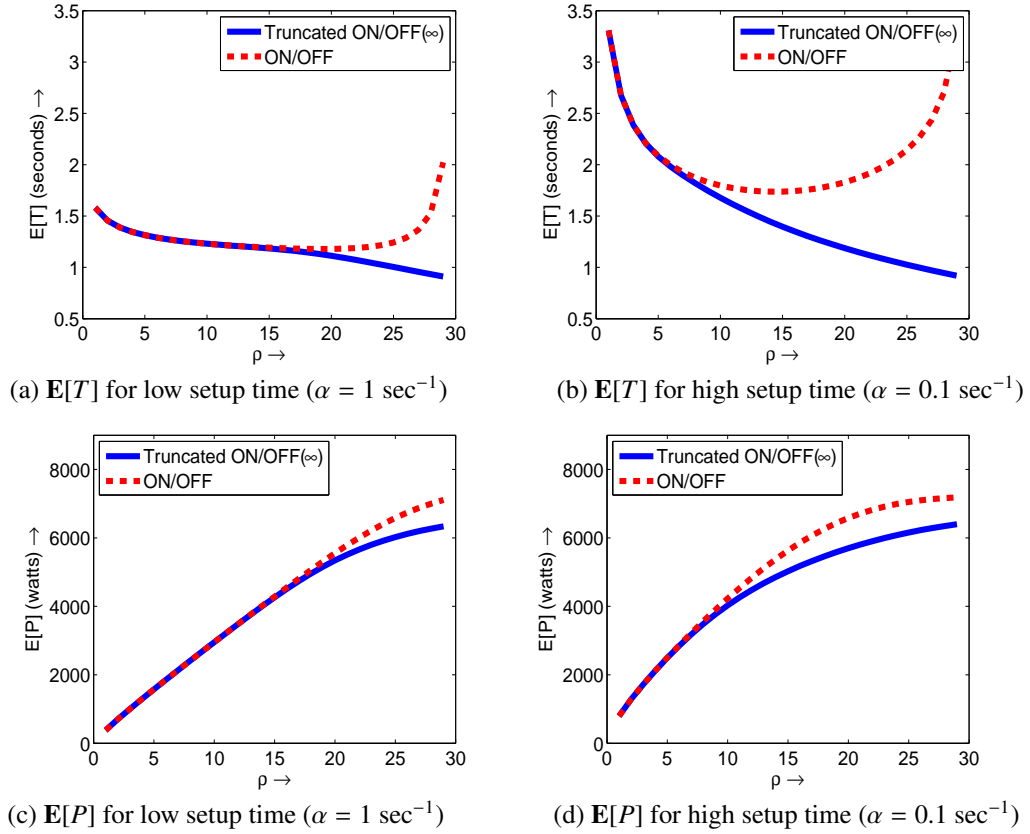 3.5
3
2.5
2
1.5
1
0.5
0 5 10 15 20 25 30
E[T] (seconds) →
ρ →
Truncated ON/OFF(∞)
ON/OFF
(a) E[T] for low setup time (α = 1 sec⁻¹)
3.5
3
2.5
2
1.5
1
0.5
0 5 10 15 20 25 30
E[T] (seconds) →
ρ →
Truncated ON/OFF(∞)
ON/OFF
(b) E[T] for high setup time (α = 0.1 sec⁻¹)
8000
6000
4000
2000
0
0 5 10 15 20 25 30
E[P] (watts) →
ρ →
Truncated ON/OFF(∞)
ON/OFF
(c) E[P] for low setup time (α = 1 sec⁻¹)
8000
6000
4000
2000
0
0 5 10 15 20 25 30
E[P] (watts) →
ρ →
Truncated ON/OFF(∞)
ON/OFF
(d) E[P] for high setup time (α = 0.1 sec⁻¹)